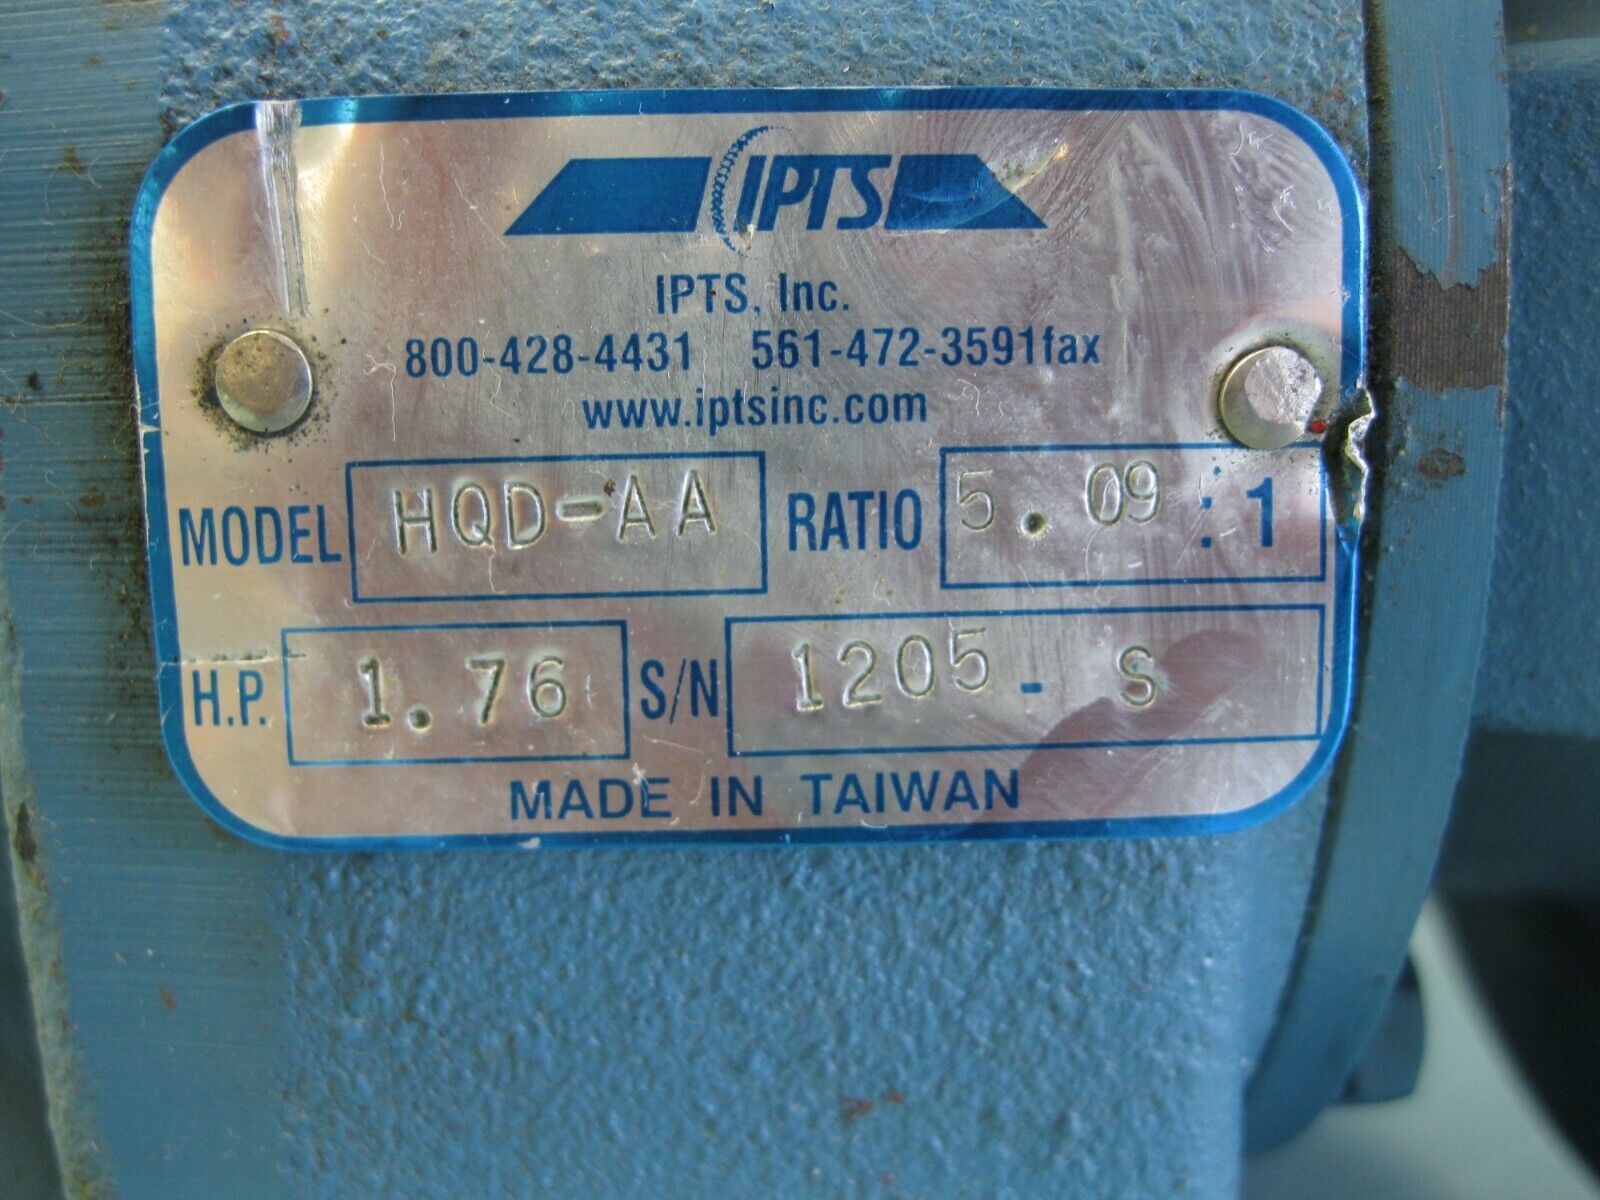 IPTS
IPTS, Inc.
800-428-4431 561-472-3591fax
www.iptsinc.com
MODEL HQD-AA RATIO 5.09 : 1
H.P. 1.76 S/N 1205-S
MADE IN TAIWAN